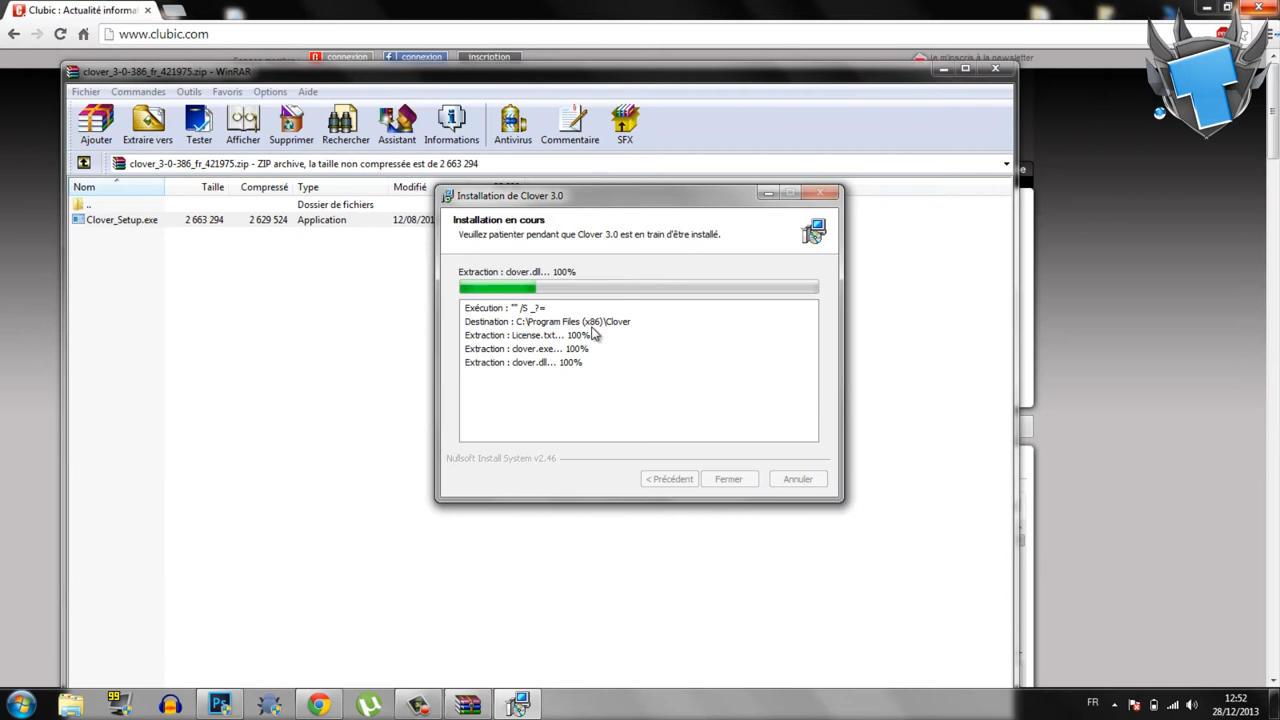 Clubic : Actualité informa
www.clubic.com
connexion
connexion
inscription
je m'inscris à la newsletter
clover_3-0-386_fr_421975.zip - WinRAR
Fichier Commandes Outils Favoris Options Aide
Ajouter Extraire vers Tester Afficher Supprimer Rechercher Assistant Informations Antivirus Commentaire SFX
clover_3-0-386_fr_421975.zip - ZIP archive, la taille non compressée est de 2 663 294
Nom Taille Compressé Type Modifié
.. Dossier de fichiers
Clover_Setup.exe 2 663 294 2 629 524 Application 12/08/201
Installation de Clover 3.0
Installation en cours
Veuillez patienter pendant que Clover 3.0 est en train d'être installé.
Extraction : clover.dll... 100%
Exécution : "" /S _?=
Destination : C:\Program Files (x86)\Clover
Extraction : License.txt... 100%
Extraction : clover.exe... 100%
Extraction : clover.dll... 100%
Nullsoft Install System v2.46
< Précédent Fermer Annuler
99
Ps
FR
12:52
28/12/2013